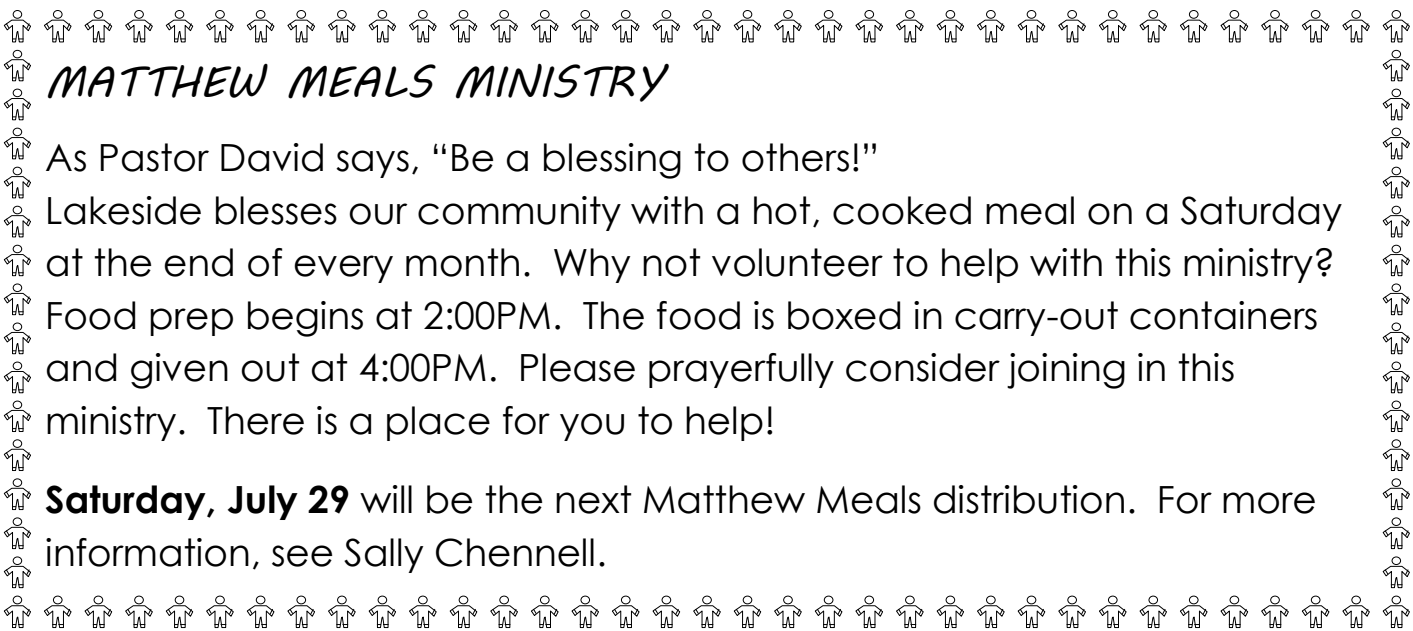 MATTHEW MEALS MINISTRY
As Pastor David says, “Be a blessing to others!”
Lakeside blesses our community with a hot, cooked meal on a Saturday
at the end of every month.  Why not volunteer to help with this ministry?
Food prep begins at 2:00PM.  The food is boxed in carry-out containers
and given out at 4:00PM.  Please prayerfully consider joining in this
ministry.  There is a place for you to help!
Saturday, July 29 will be the next Matthew Meals distribution.  For more
information, see Sally Chennell.